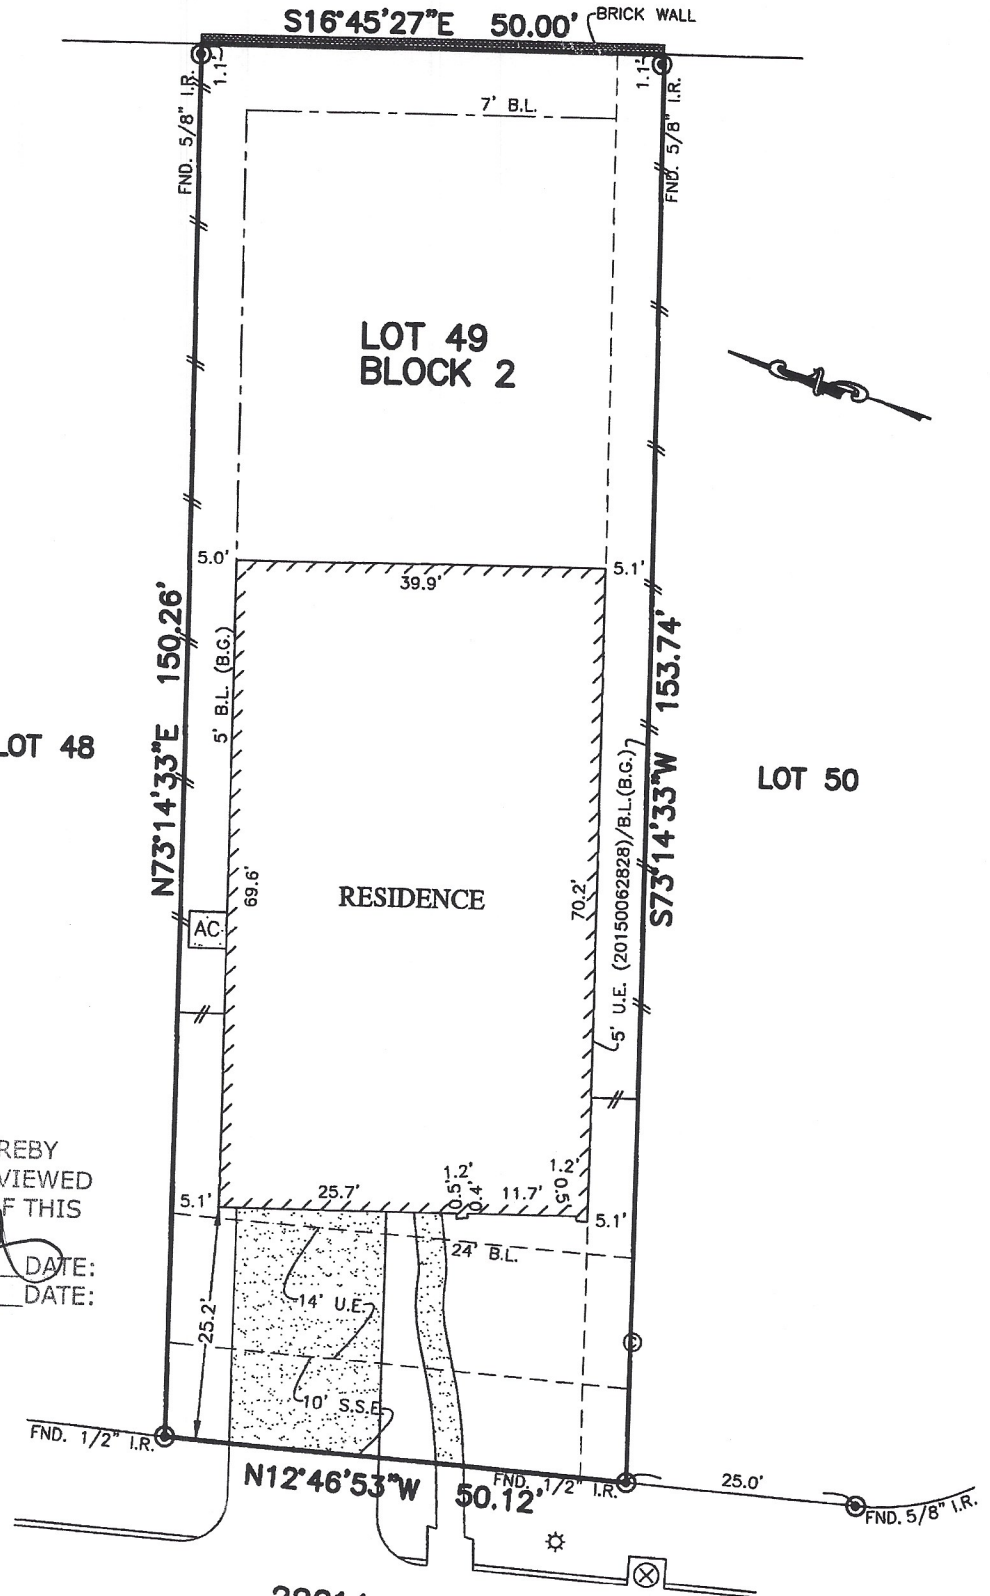 S16°45'27"E 50.00'
BRICK WALL
1.1'
1.1'
FND. 5/8" I.R.
FND. 5/8" I.R.
7' B.L.
LOT 49
BLOCK 2
5.0'
39.9'
5.1'
N73°14'33"E 150.26'
5' B.L. (B.G.)
S73°14'33"W 153.74'
LOT 48
LOT 50
5' U.E. (20150062828)/B.L.(B.G.)
69.6'
RESIDENCE
70.2'
AC
REBY
VIEWED
F THIS
DATE:
DATE:
5.1'
25.7'
1.2'
0.5'
0.4'
11.7'
1.2'
0.5'
5.1'
24' B.L.
14' U.E.
25.2'
10' S.S.E.
C
FND. 1/2" I.R.
N12°46'53"W 50.12'
FND. 1/2" I.R.
25.0'
FND. 5/8" I.R.